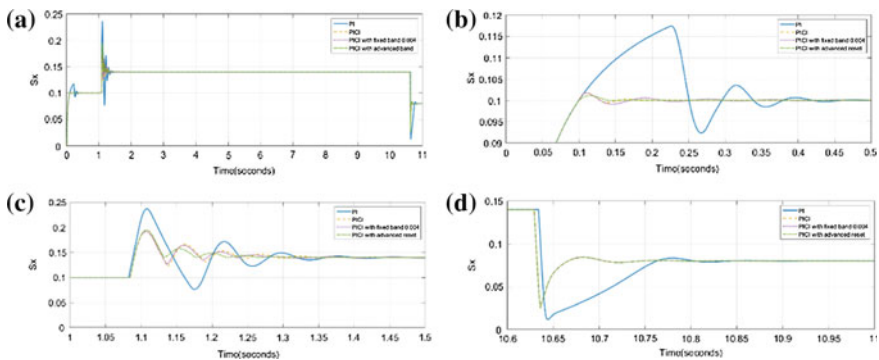 (a)
0.25
0.2
0.15
0.1
0.05
0
Sx
0 1 2 3 4 5 6 7 8 9 10 11
Time(seconds)
PI
PICI
PICI with fixed band 0.004
PICI with advanced band
(b)
0.12
0.115
0.11
0.105
0.1
0.095
0.09
Sx
0 0.05 0.1 0.15 0.2 0.25 0.3 0.35 0.4 0.45 0.5
Time(seconds)
PI
PICI
PICI with fixed band 0.004
PICI with advanced reset
(c)
0.25
0.2
0.15
0.1
0.05
0
Sx
1 1.05 1.1 1.15 1.2 1.25 1.3 1.35 1.4 1.45 1.5
Time(seconds)
PI
PICI
PICI with fixed band 0.004
PICI with advanced reset
(d)
0.15
0.1
0.05
0
Sx
10.6 10.65 10.7 10.75 10.8 10.85 10.9 10.95 11
Time(seconds)
PI
PICI
PICI with fixed band 0.004
PICI with advanced reset